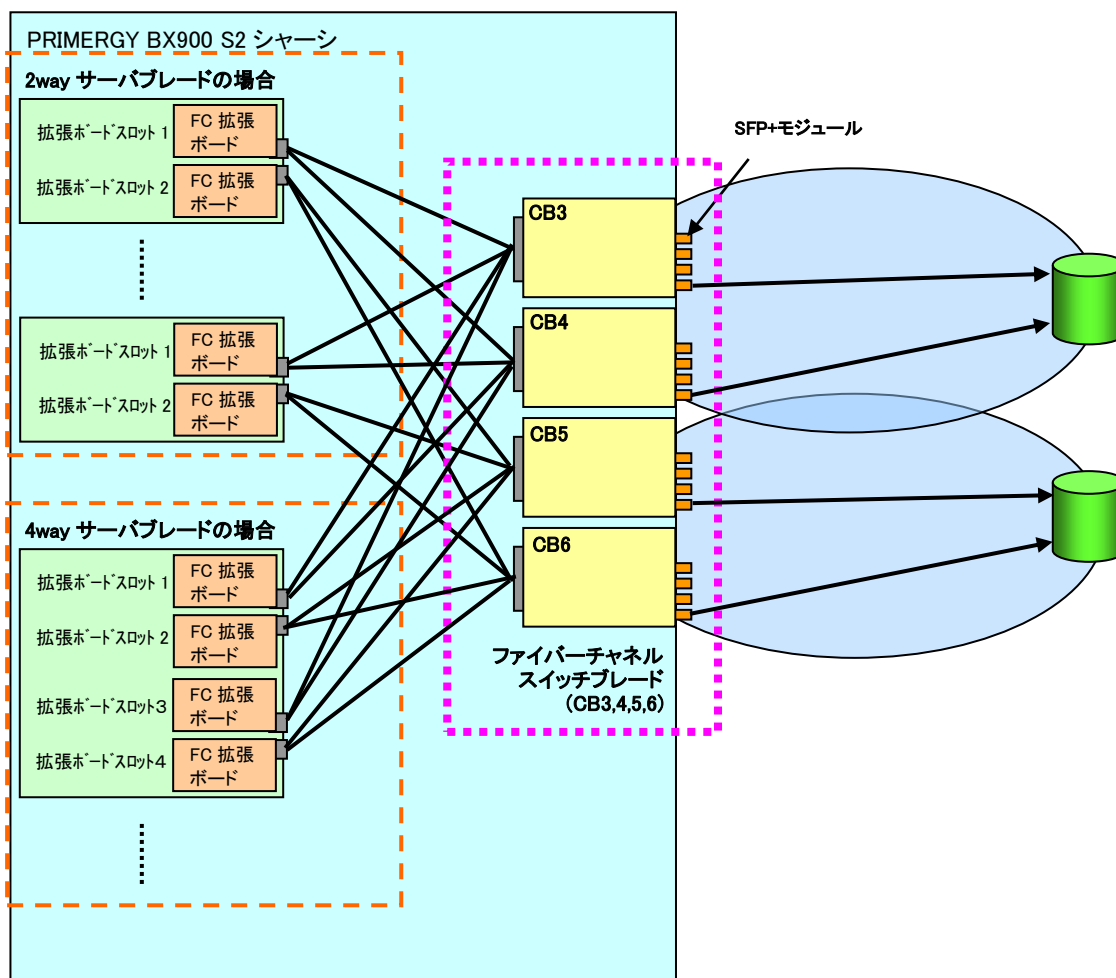 PRIMERGY BX900 S2 シャーシ
2way サーバブレードの場合
拡張ボードスロット 1
FC 拡張
ボード
拡張ボードスロット 2
FC 拡張
ボード
拡張ボードスロット 1
FC 拡張
ボード
拡張ボードスロット 2
FC 拡張
ボード
4way サーバブレードの場合
拡張ボードスロット 1
FC 拡張
ボード
拡張ボードスロット 2
FC 拡張
ボード
拡張ボードスロット3
FC 拡張
ボード
拡張ボードスロット4
FC 拡張
ボード
CB3
CB4
CB5
CB6
ファイバーチャネル
スイッチブレード
(CB3,4,5,6)
SFP+モジュール